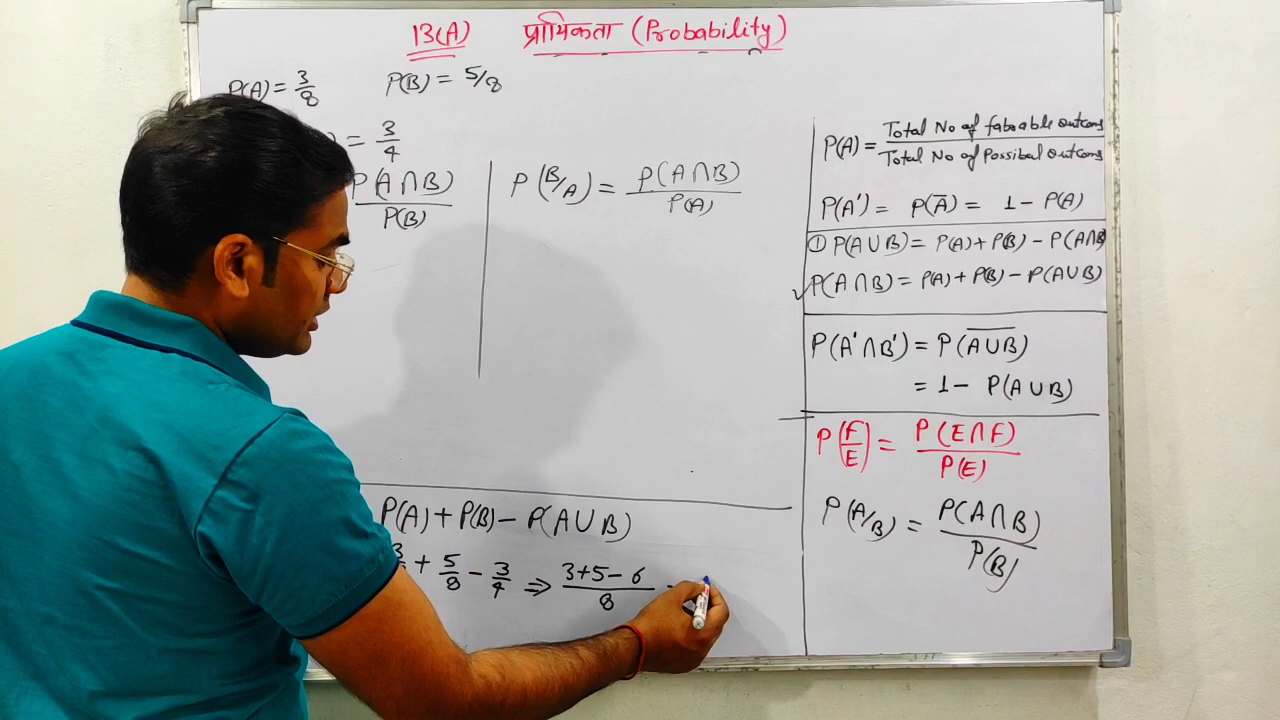 13(A) प्रायिकता (Probability)
P(A) = 3/8 P(B) = 5/8
= 3/4
P(A∩B)/P(B)
P(B/A) = P(A∩B)/P(A)
P(A)+P(B)- P(A∪B)
+ 5/8 - 3/4 ⇒ (3+5-6)/8
P(A) = Total No of faborable outcoms/Total No of Possibal outcoms
P(A') = P(A̅) = 1 - P(A)
① P(A∪B) = P(A)+P(B) - P(A∩B)
✓ P(A∩B) = P(A)+P(B) - P(A∪B)
P(A'∩B') = P(A̅∪̅B̅)
= 1 - P(A∪B)
P(F/E) = P(E∩F)/P(E)
P(A/B) = P(A∩B)/P(B)